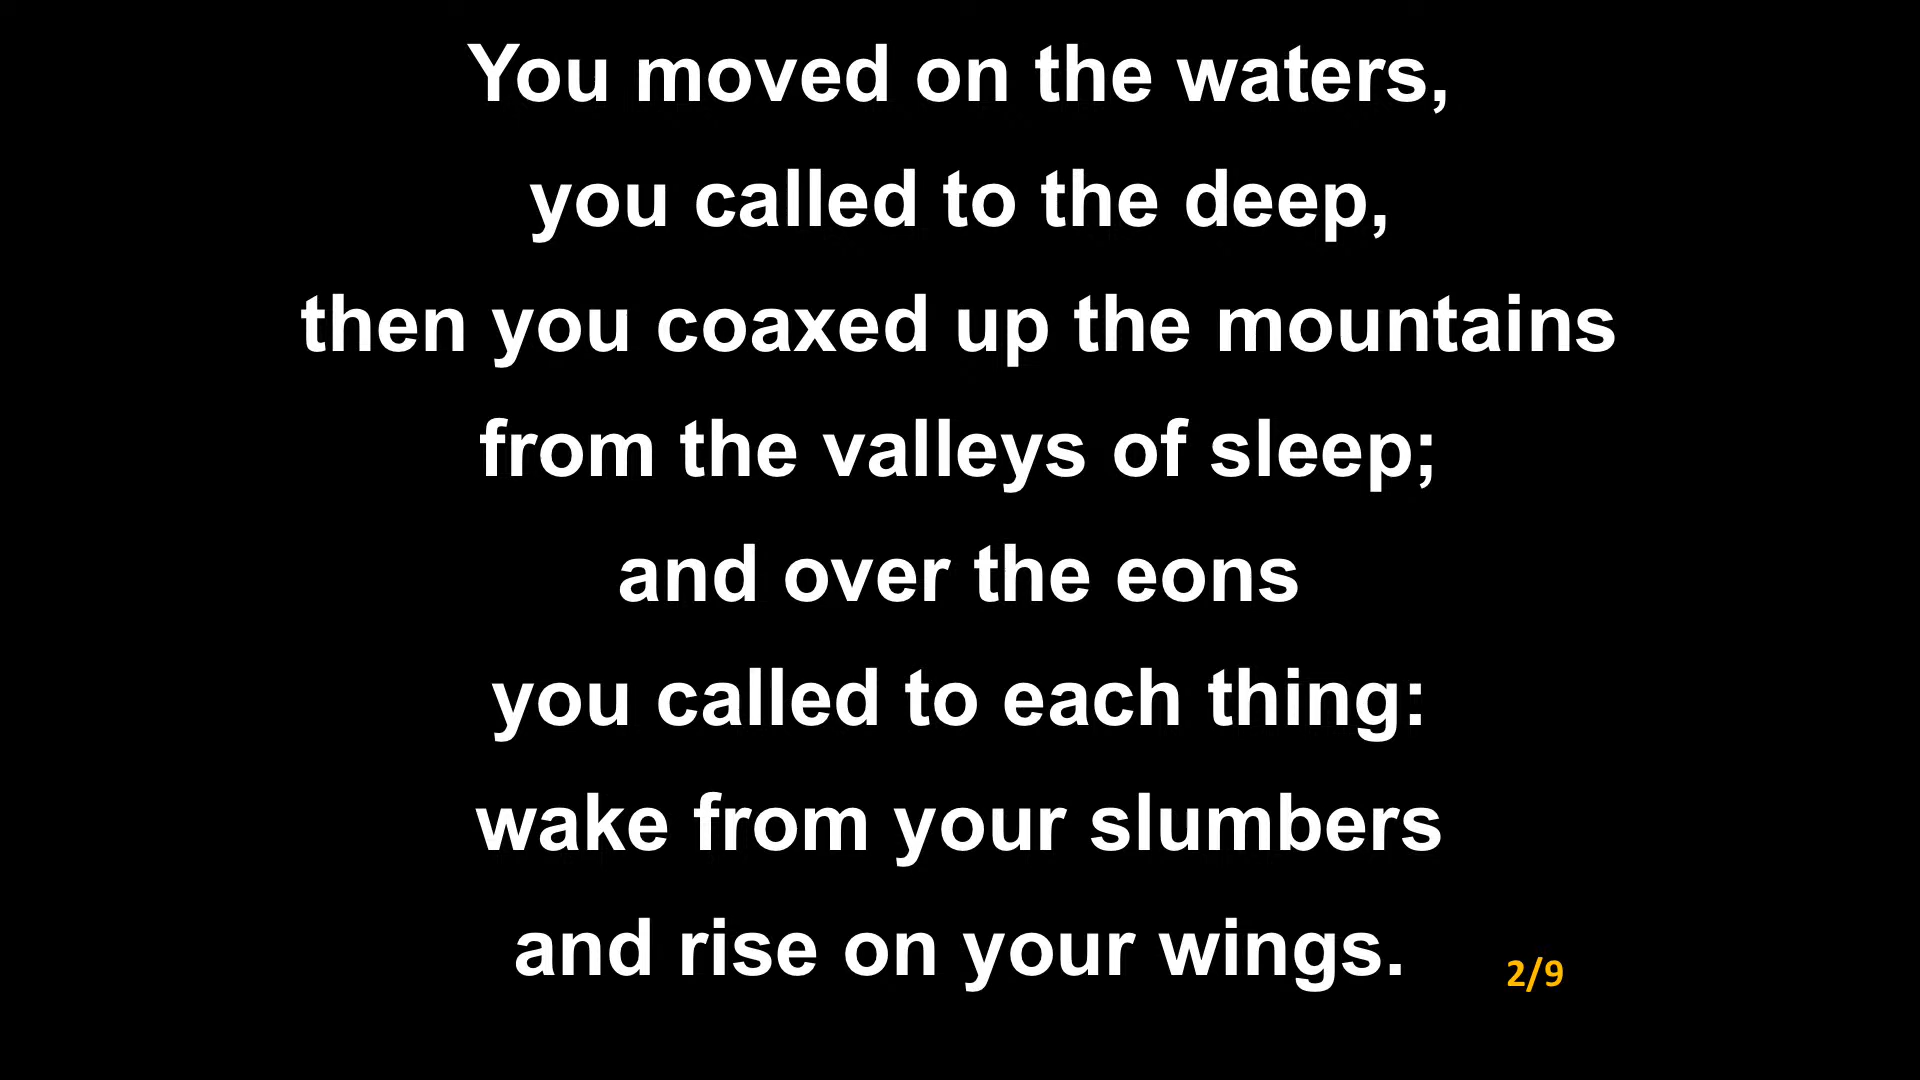 You moved on the waters,
you called to the deep,
then you coaxed up the mountains
from the valleys of sleep;
and over the eons
you called to each thing:
wake from your slumbers
and rise on your wings.
2/9